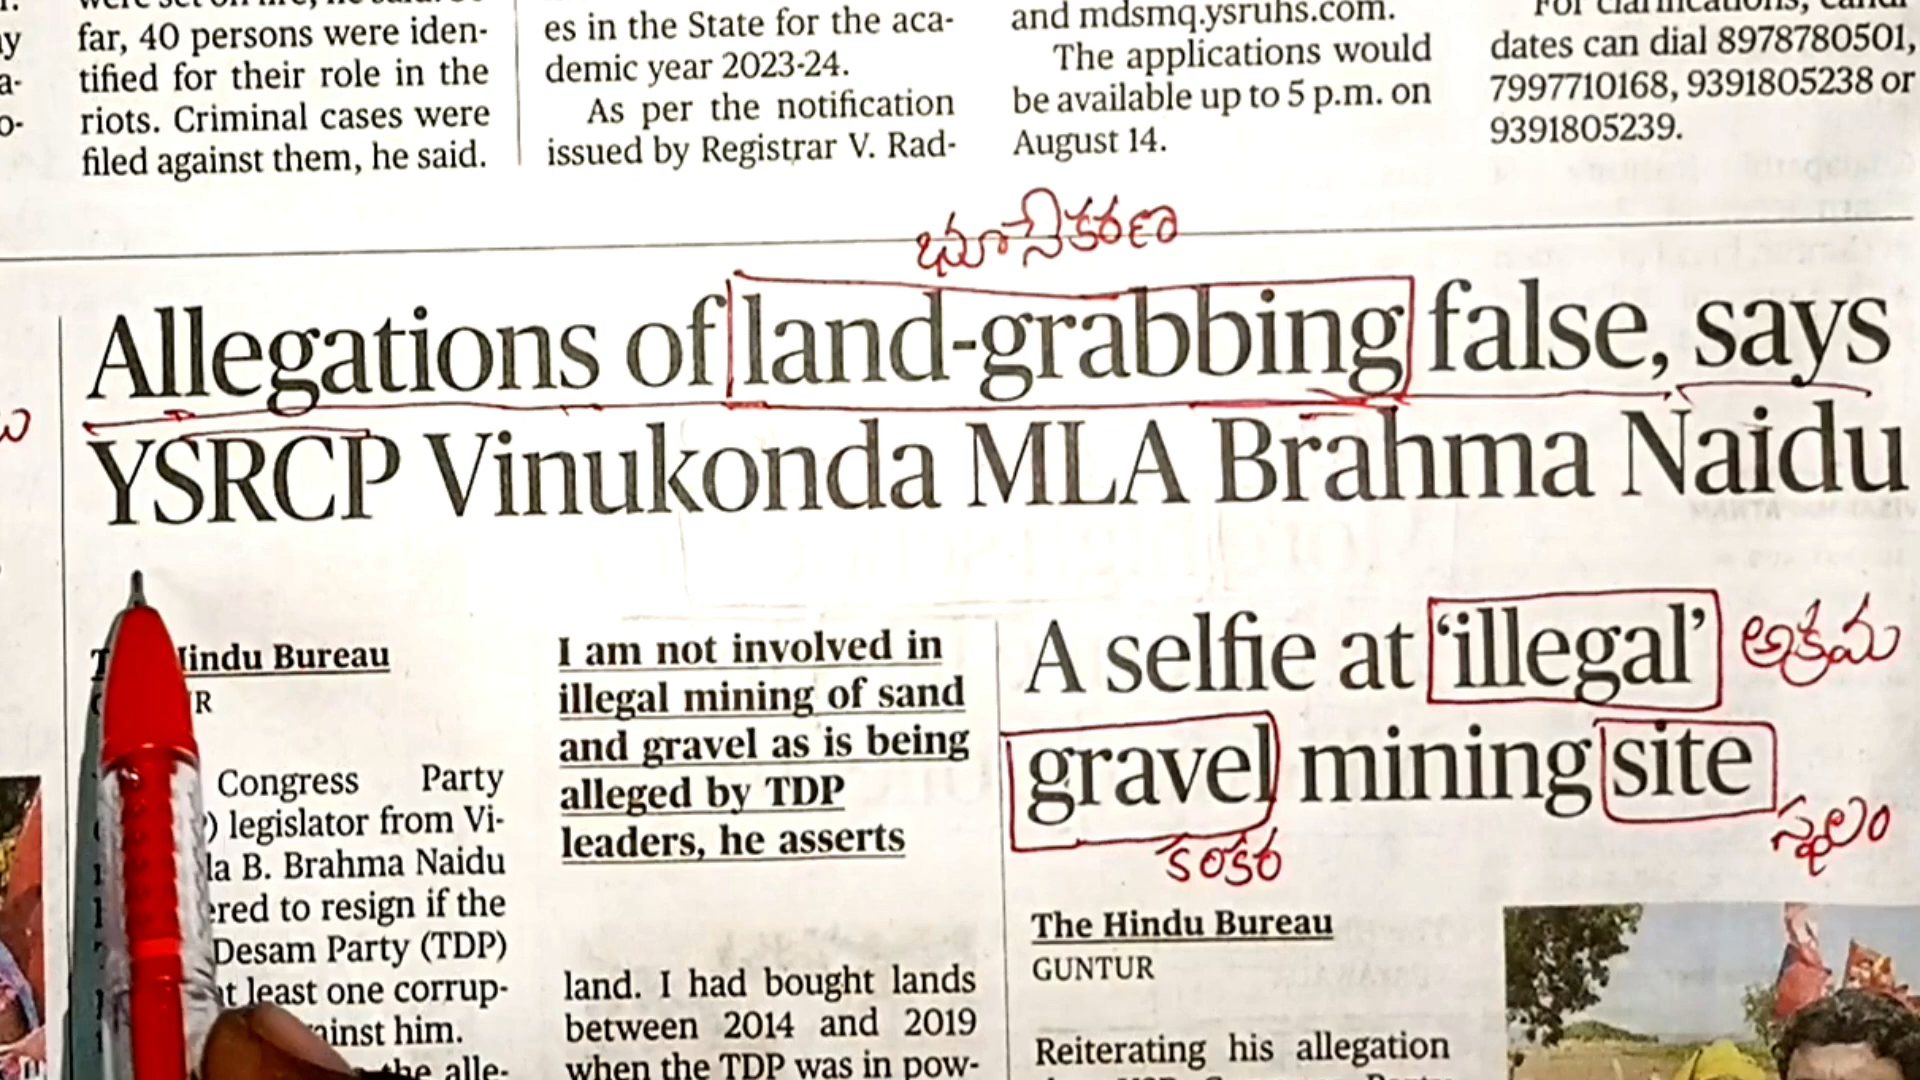 far, 40 persons were iden-
tified for their role in the
riots. Criminal cases were
filed against them, he said.
es in the State for the aca-
demic year 2023-24.
As per the notification
issued by Registrar V. Rad-
and mdsmq.ysruhs.com.
The applications would
be available up to 5 p.m. on
August 14.
For clarifications,
dates can dial 8978780501,
7997710168, 9391805238 or
9391805239.
Allegations of land-grabbing false, says
YSRCP Vinukonda MLA Brahma Naidu
Hindu Bureau
R
Congress Party
) legislator from Vi-
la B. Brahma Naidu
ered to resign if the
Desam Party (TDP)
at least one corrup-
ainst him.
the alle-
I am not involved in
illegal mining of sand
and gravel as is being
alleged by TDP
leaders, he asserts
land. I had bought lands
between 2014 and 2019
when the TDP was in pow-
A selfie at ‘illegal’
అక్రమ
gravel mining site
కంకర
స్థలం
The Hindu Bureau
GUNTUR
Reiterating his allegation